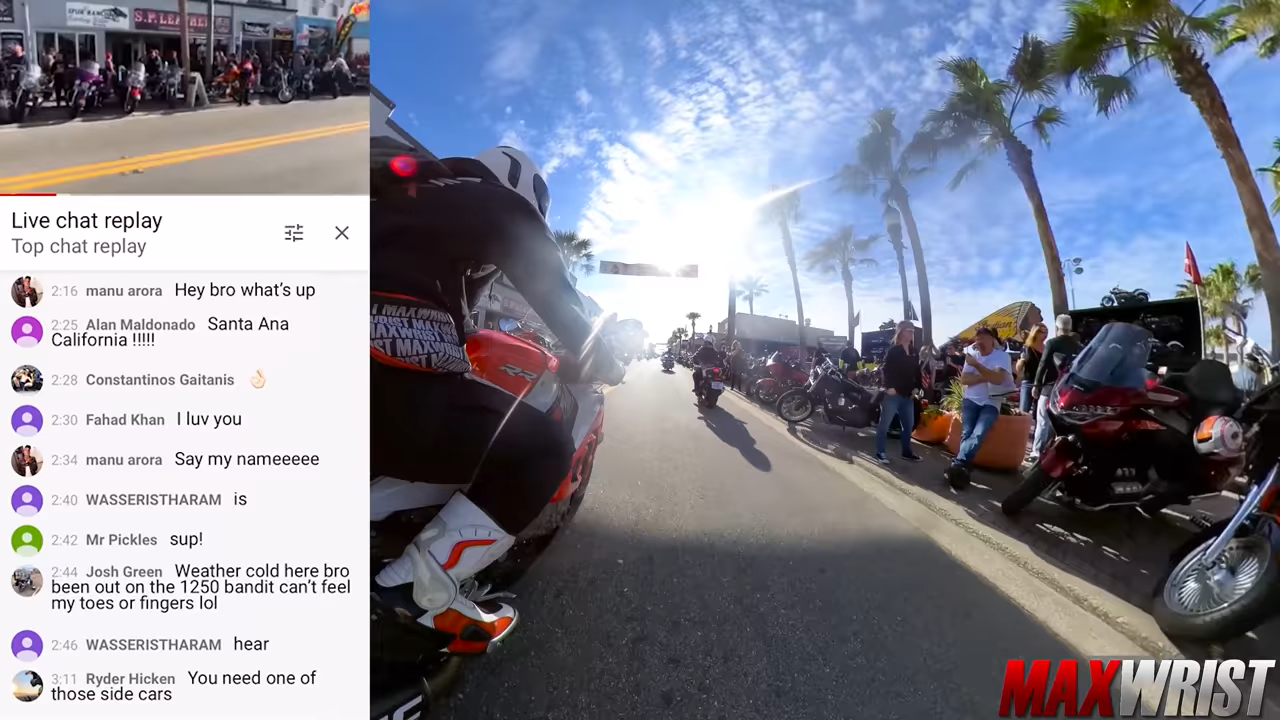 S.F. LEATHER
Live chat replay
Top chat replay
2:16 manu arora Hey bro what's up
2:25 Alan Maldonado Santa Ana
California !!!!!
2:28 Constantinos Gaitanis 👌🏻
2:30 Fahad Khan I luv you
2:34 manu arora Say my nameeeee
2:40 WASSERISTHARAM is
2:42 Mr Pickles sup!
2:44 Josh Green Weather cold here bro
been out on the 1250 bandit can't feel
my toes or fingers lol
2:46 WASSERISTHARAM hear
3:11 Ryder Hicken You need one of
those side cars
MAXWRIST
RR
Indian
MAXWRIST